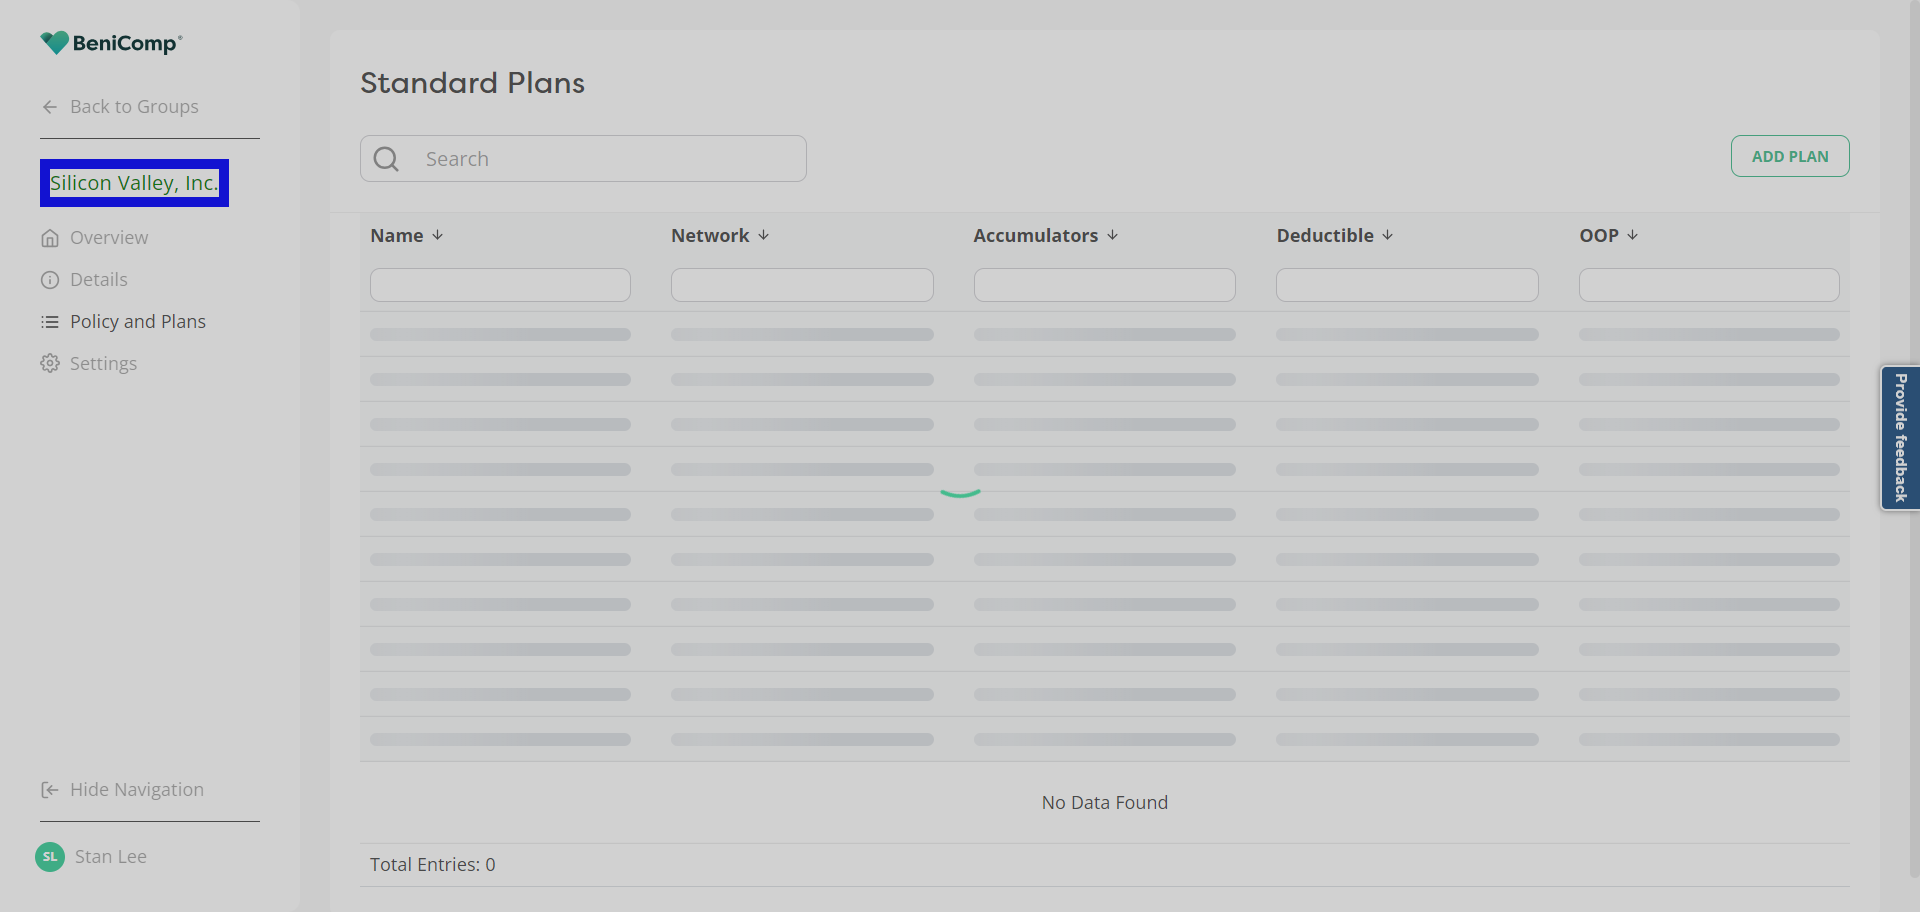 BeniComp®
Back to Groups
Silicon Valley, Inc.
Overview
Details
Policy and Plans
Settings
Hide Navigation
SL Stan Lee
Standard Plans
Search
ADD PLAN
Name Network Accumulators Deductible OOP
No Data Found
Total Entries: 0
Provide feedback